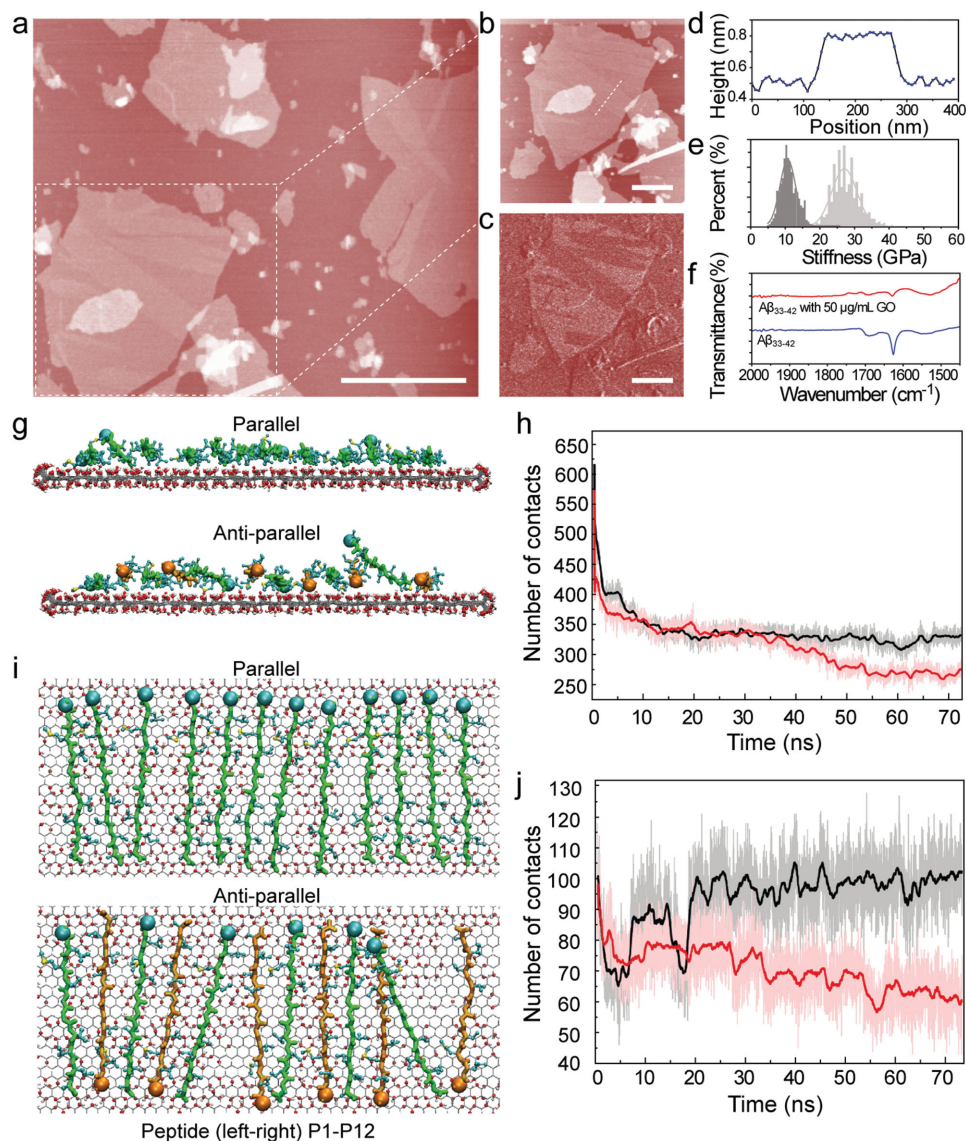 a
b
c
d
Height (nm)
0.8
0.6
0.4
0 100 200 300 400
Position (nm)
e
Percent (%)
0 10 20 30 40 50 60
Stiffness (GPa)
f
Transmittance(%)
Aβ33-42 with 50 µg/mL GO
Aβ33-42
2000 1900 1800 1700 1600 1500
Wavenumber (cm-1)
g
Parallel
Anti-parallel
h
Number of contacts
650
600
550
500
450
400
350
300
250
0 10 20 30 40 50 60 70
Time (ns)
i
Parallel
Anti-parallel
Peptide (left-right) P1-P12
j
Number of contacts
130
120
110
100
90
80
70
60
50
40
0 10 20 30 40 50 60 70
Time (ns)